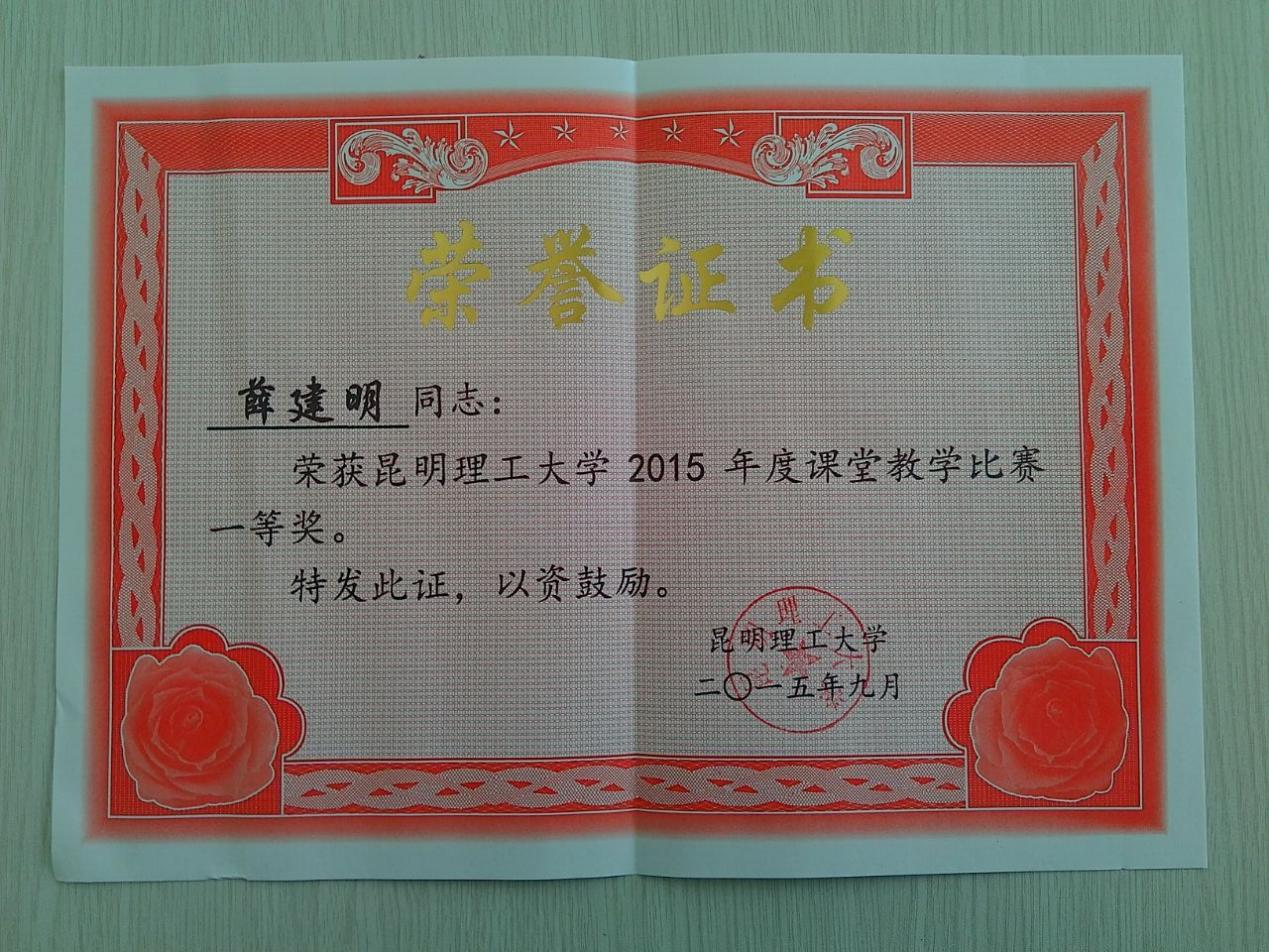 荣誉证书
薛建明 同志：
荣获昆明理工大学 2015 年度课堂教学比赛
一等奖。
特发此证，以资鼓励。
昆明理工大学
二〇一五年九月